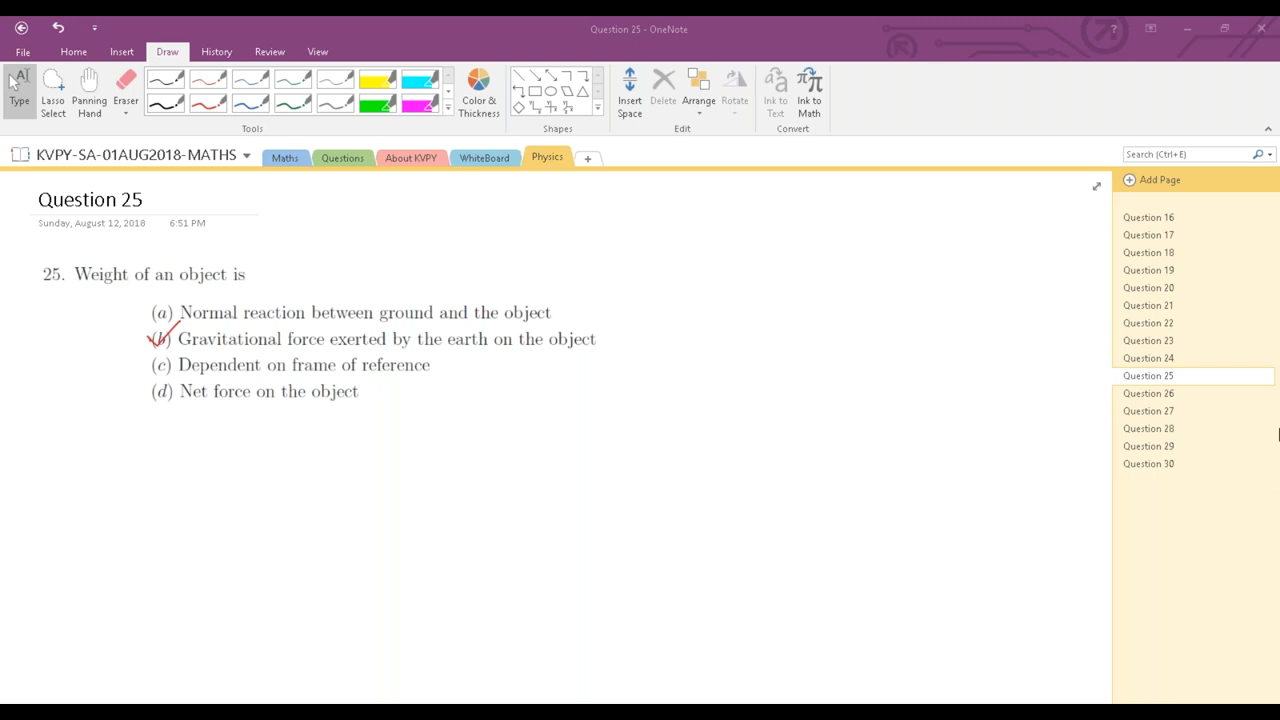 Question 25 - OneNote
?
File
Home
Insert
Draw
History
Review
View
Type
Lasso Select
Panning Hand
Eraser
Color & Thickness
Insert Space
Delete
Arrange
Rotate
Ink to Text
Ink to Math
Tools
Shapes
Edit
Convert
KVPY-SA-01AUG2018-MATHS
Maths
Questions
About KVPY
WhiteBoard
Physics
Search (Ctrl+E)
Add Page
Question 25
Sunday, August 12, 2018 6:51 PM
25. Weight of an object is
(a) Normal reaction between ground and the object
(b) Gravitational force exerted by the earth on the object
(c) Dependent on frame of reference
(d) Net force on the object
Question 16
Question 17
Question 18
Question 19
Question 20
Question 21
Question 22
Question 23
Question 24
Question 25
Question 26
Question 27
Question 28
Question 29
Question 30